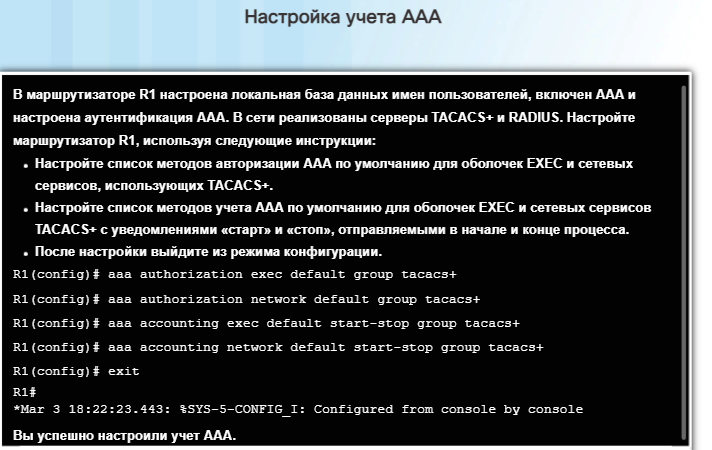 Настройка учета ААА
В маршрутизаторе R1 настроена локальная база данных имен пользователей, включен ААА и
настроена аутентификация ААА. В сети реализованы серверы TACACS+ и RADIUS. Настройте
маршрутизатор R1, используя следующие инструкции:
• Настройте список методов авторизации ААА по умолчанию для оболочек EXEC и сетевых
сервисов, использующих TACACS+.
• Настройте список методов учета ААА по умолчанию для оболочек EXEC и сетевых сервисов
TACACS+ с уведомлениями «старт» и «стоп», отправляемыми в начале и конце процесса.
• После настройки выйдите из режима конфигурации.
R1(config)# aaa authorization exec default group tacacs+
R1(config)# aaa authorization network default group tacacs+
R1(config)# aaa accounting exec default start-stop group tacacs+
R1(config)# aaa accounting network default start-stop group tacacs+
R1(config)# exit
R1#
*Mar 3 18:22:23.443: %SYS-5-CONFIG_I: Configured from console by console
Вы успешно настроили учет ААА.